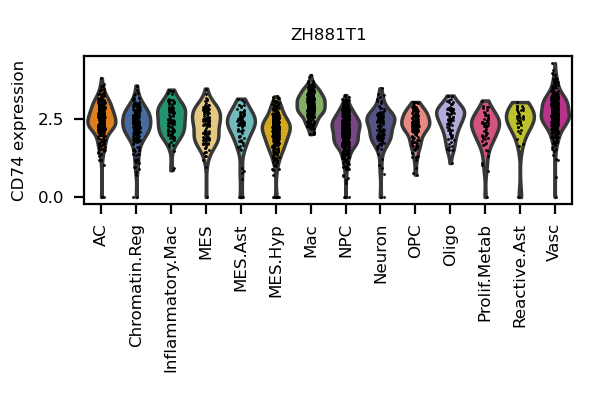 ZH881T1
CD74 expression
2.5
0.0
AC
Chromatin.Reg
Inflammatory.Mac
MES
MES.Ast
MES.Hyp
Mac
NPC
Neuron
OPC
Oligo
Prolif.Metab
Reactive.Ast
Vasc